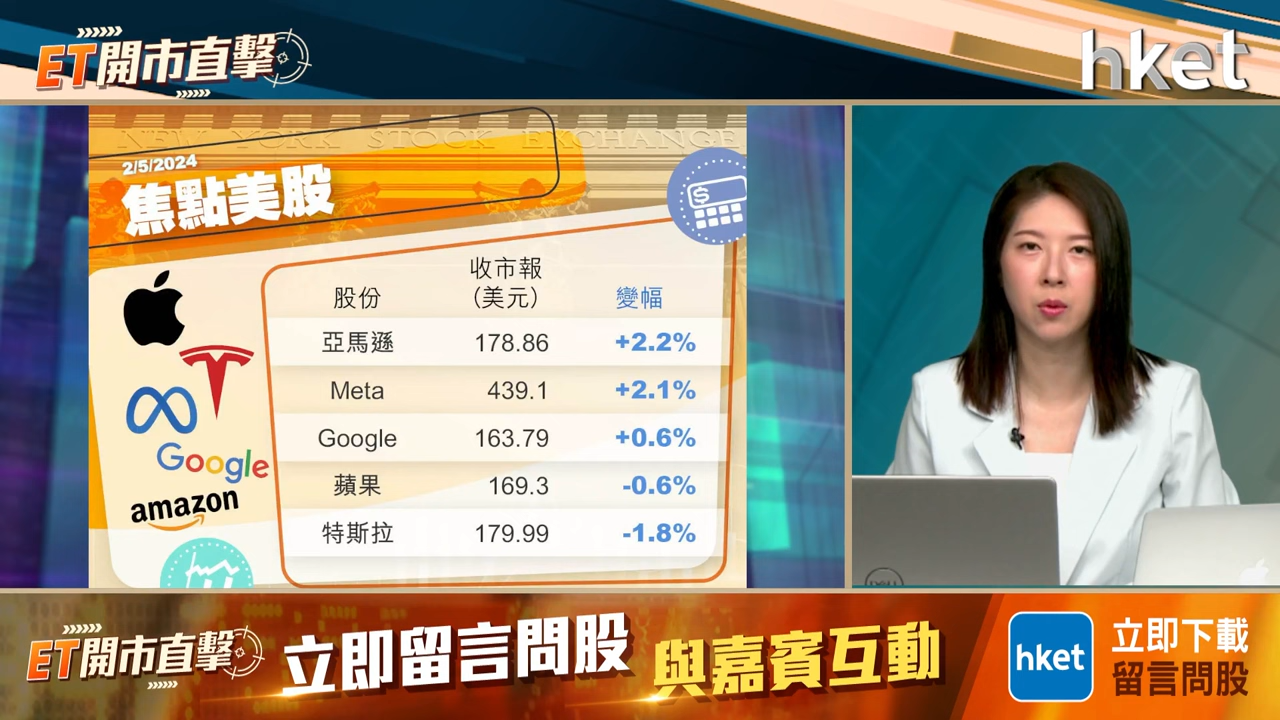 ET開市直擊
hket
NEW YORK STOCK EXCHANGE
2/5/2024
焦點美股
$
收市報
股份 (美元) 變幅
亞馬遜 178.86 +2.2%
Meta 439.1 +2.1%
Google 163.79 +0.6%
蘋果 169.3 -0.6%
特斯拉 179.99 -1.8%
Google
amazon
DELL
ET開市直擊
立即留言問股 與嘉賓互動
hket
立即下載
留言問股